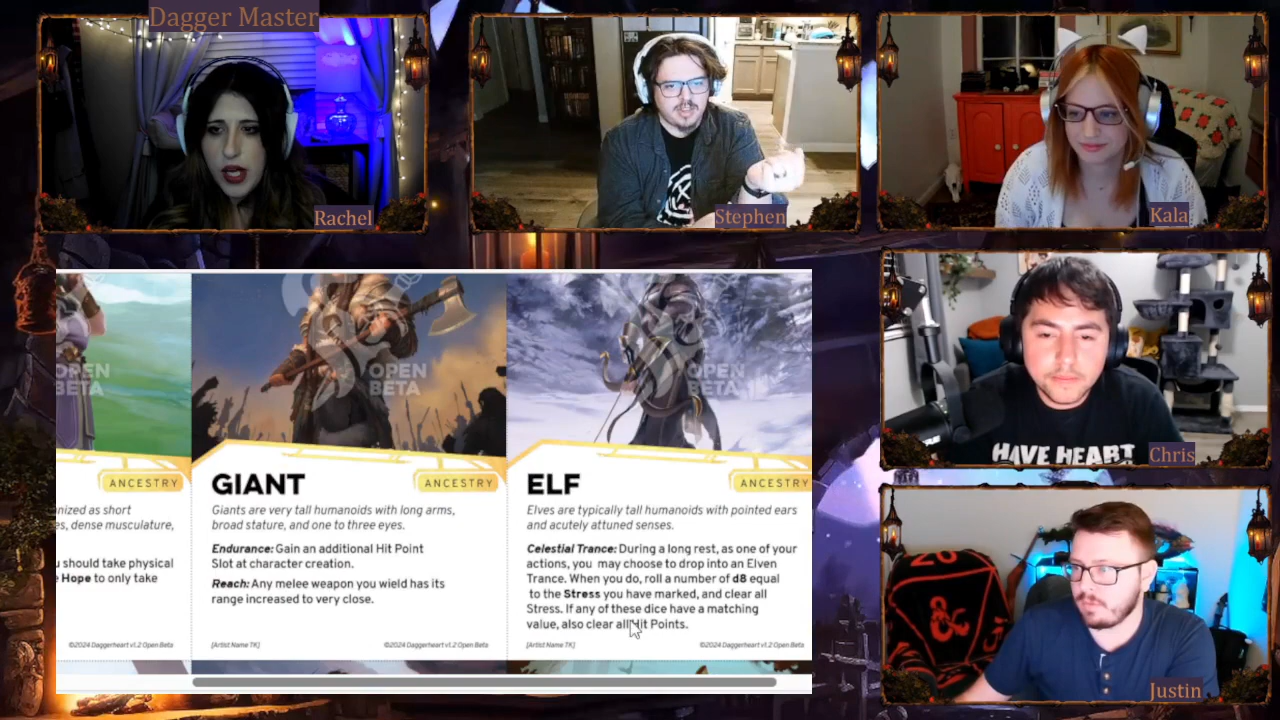 Dagger Master
Rachel
Stephen
Kala
OPEN
BETA
OPEN
BETA
OPEN
BETA
ANCESTRY
nized as short
es, dense musculature,
u should take physical
e Hope to only take
©2024 Daggerheart v1.2 Open Beta
GIANT
ANCESTRY
Giants are very tall humanoids with long arms,
broad stature, and one to three eyes.
Endurance: Gain an additional Hit Point
Slot at character creation.
Reach: Any melee weapon you wield has its
range increased to very close.
[Artist Name TK]
©2024 Daggerheart v1.2 Open Beta
ELF
ANCESTRY
Elves are typically tall humanoids with pointed ears
and acutely attuned senses.
Celestial Trance: During a long rest, as one of your
actions, you may choose to drop into an Elven
Trance. When you do, roll a number of d8 equal
to the Stress you have marked, and clear all
Stress. If any of these dice have a matching
value, also clear all Hit Points.
[Artist Name TK]
©2024 Daggerheart v1.2 Open Beta
HAVE HEART
Chris
20
&
Justin